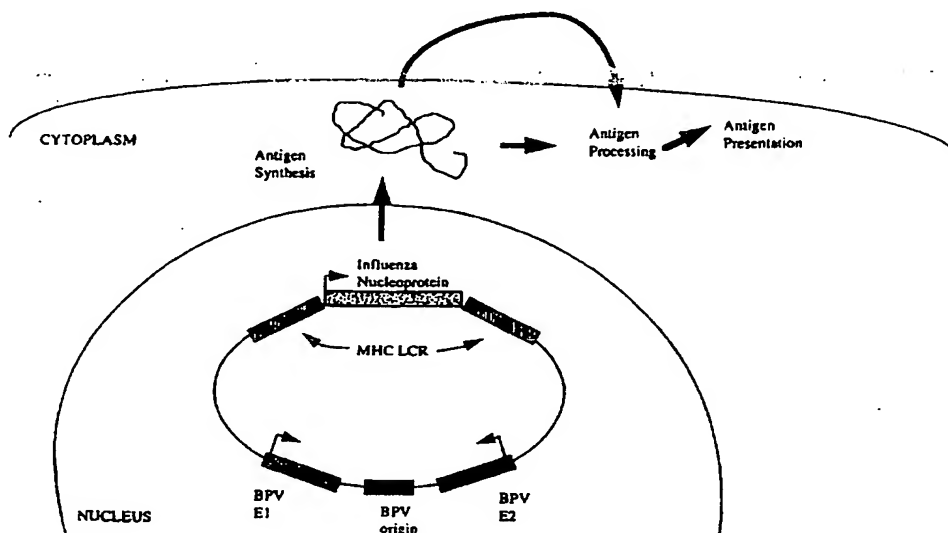 CYTOPLASM
Antigen
Synthesis
Antigen
Processing
Antigen
Presentation
Influenza
Nucleoprotein
MHC LCR
BPV
E1
BPV
origin
BPV
E2
NUCLEUS